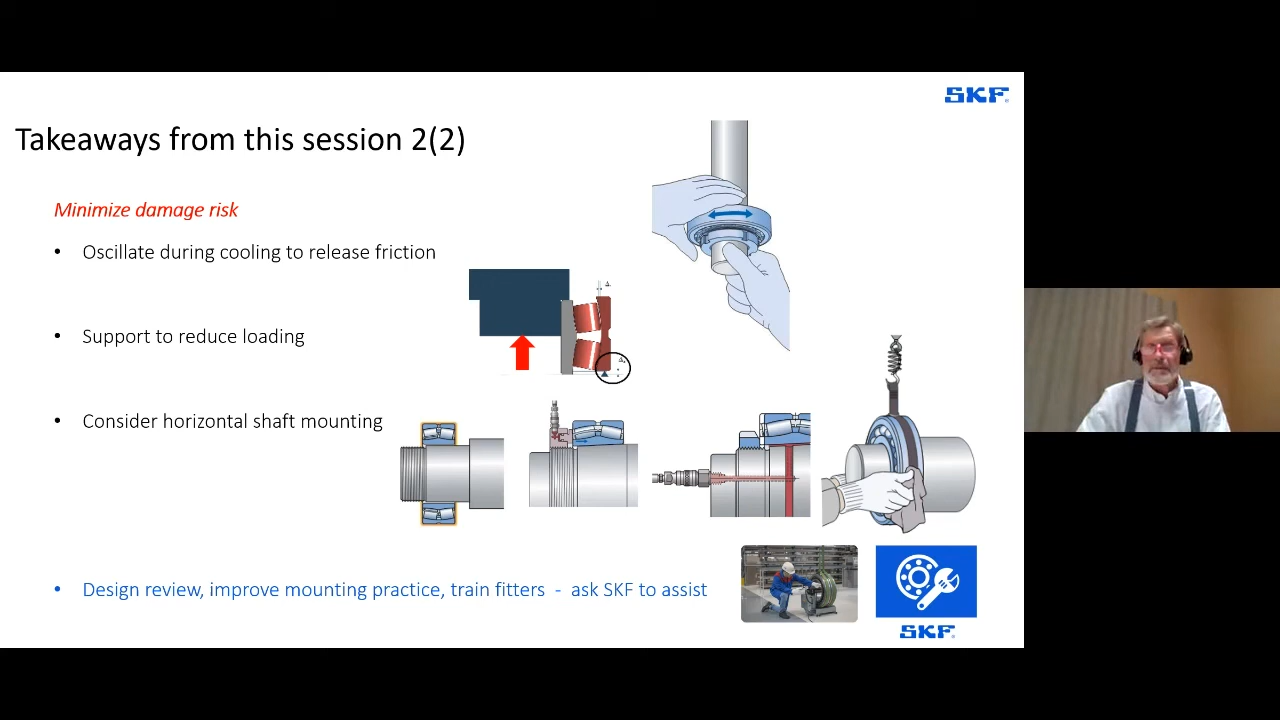 SKF
Takeaways from this session 2(2)
Minimize damage risk
• Oscillate during cooling to release friction
• Support to reduce loading
• Consider horizontal shaft mounting
• Design review, improve mounting practice, train fitters - ask SKF to assist
SKF